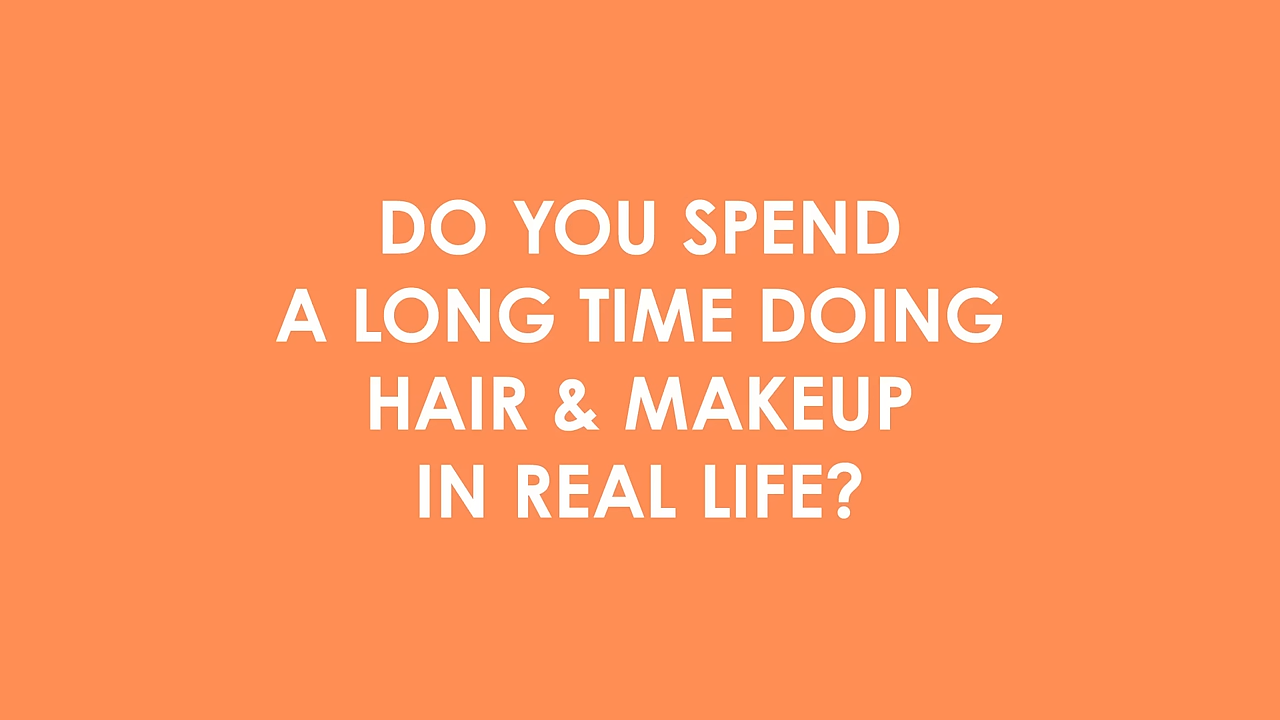 DO YOU SPEND
A LONG TIME DOING
HAIR & MAKEUP
IN REAL LIFE?